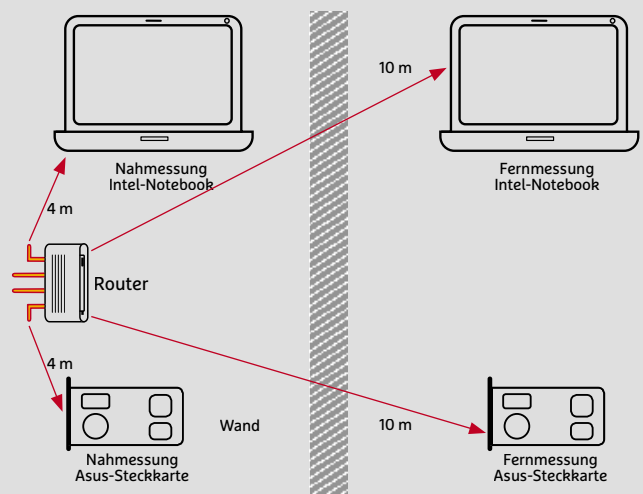 10 m
Nahmessung
Intel-Notebook
Fernmessung
Intel-Notebook
4 m
Router
4 m
Wand
10 m
Nahmessung
Asus-Steckkarte
Fernmessung
Asus-Steckkarte